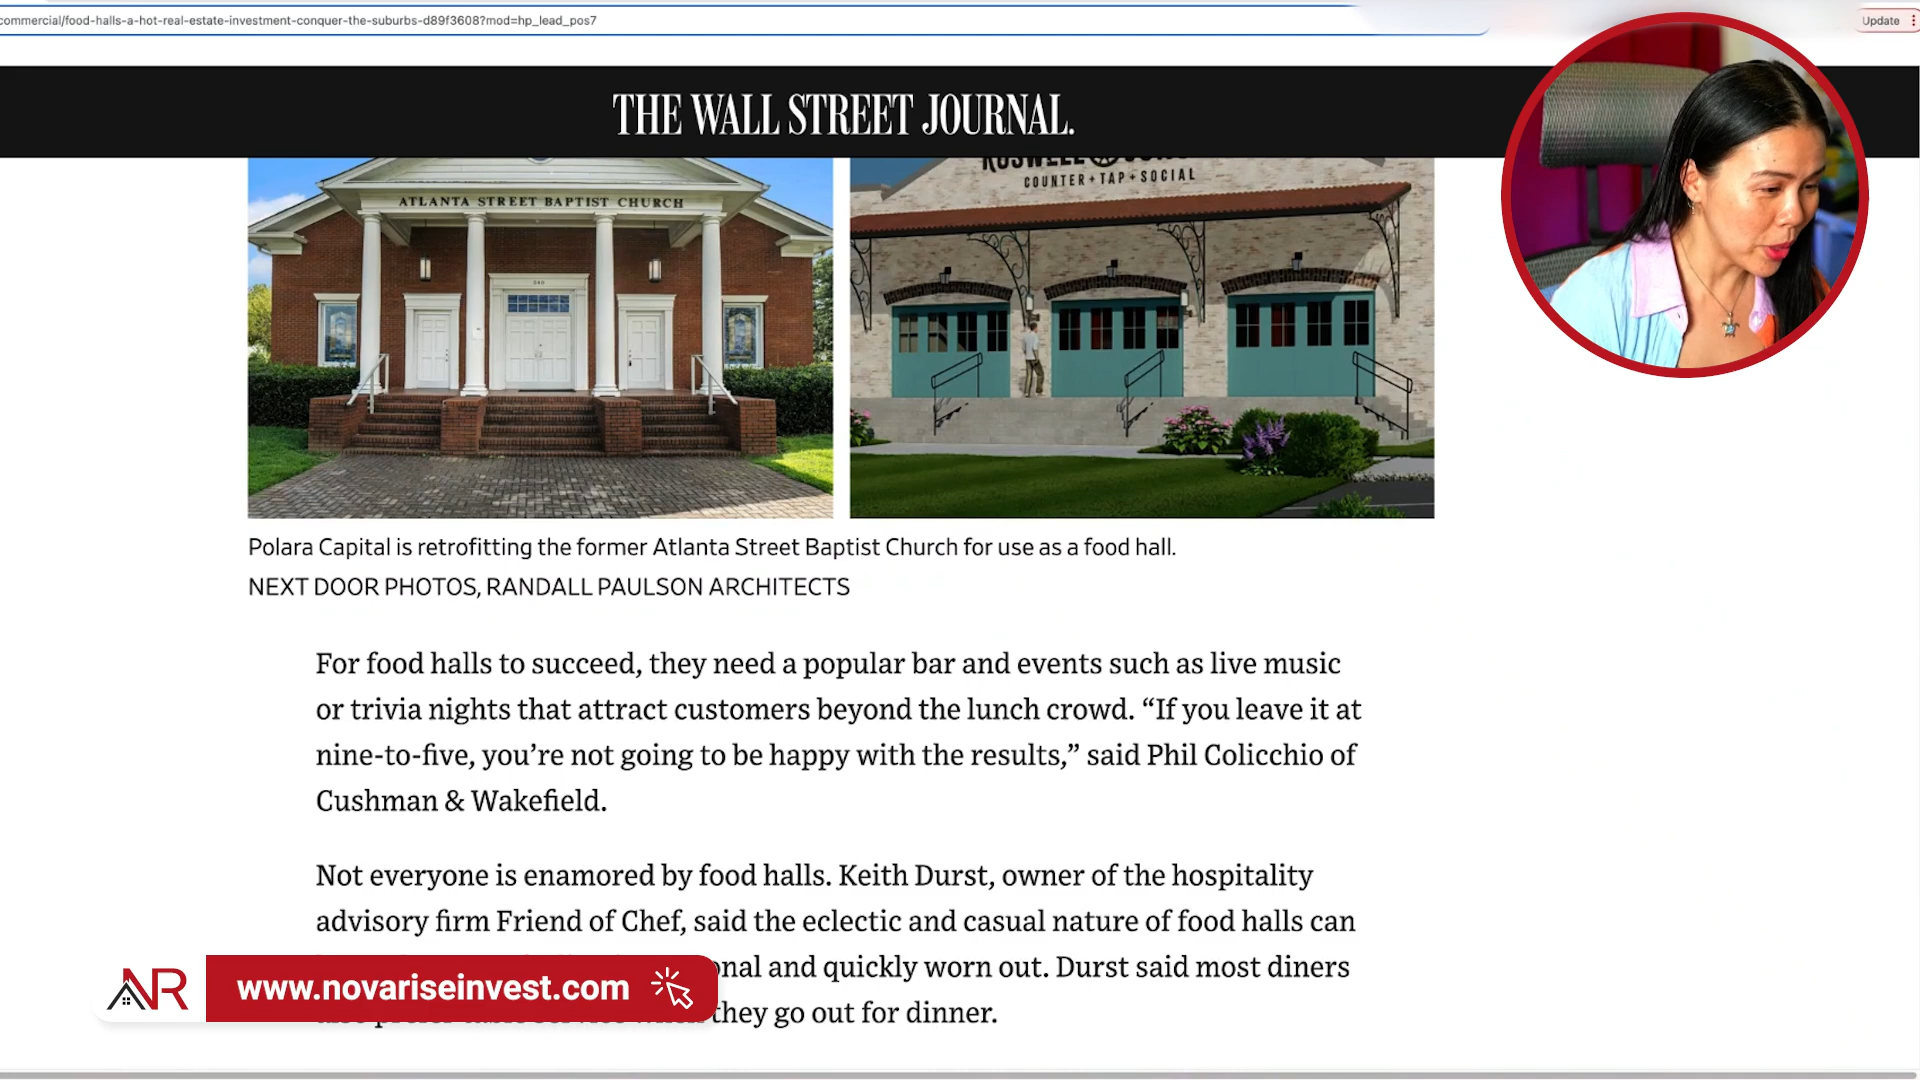 commercial/food-halls-a-hot-real-estate-investment-conquer-the-suburbs-d89f3608?mod=hp_lead_pos7
Update
THE WALL STREET JOURNAL.
ATLANTA STREET BAPTIST CHURCH
340
COUNTER+TAP+SOCIAL
Polara Capital is retrofitting the former Atlanta Street Baptist Church for use as a food hall.
NEXT DOOR PHOTOS, RANDALL PAULSON ARCHITECTS
For food halls to succeed, they need a popular bar and events such as live music
or trivia nights that attract customers beyond the lunch crowd. “If you leave it at
nine-to-five, you’re not going to be happy with the results,” said Phil Colicchio of
Cushman & Wakefield.
Not everyone is enamored by food halls. Keith Durst, owner of the hospitality
advisory firm Friend of Chef, said the eclectic and casual nature of food halls can
and quickly worn out. Durst said most diners
they go out for dinner.
NR
www.novariseinvest.com